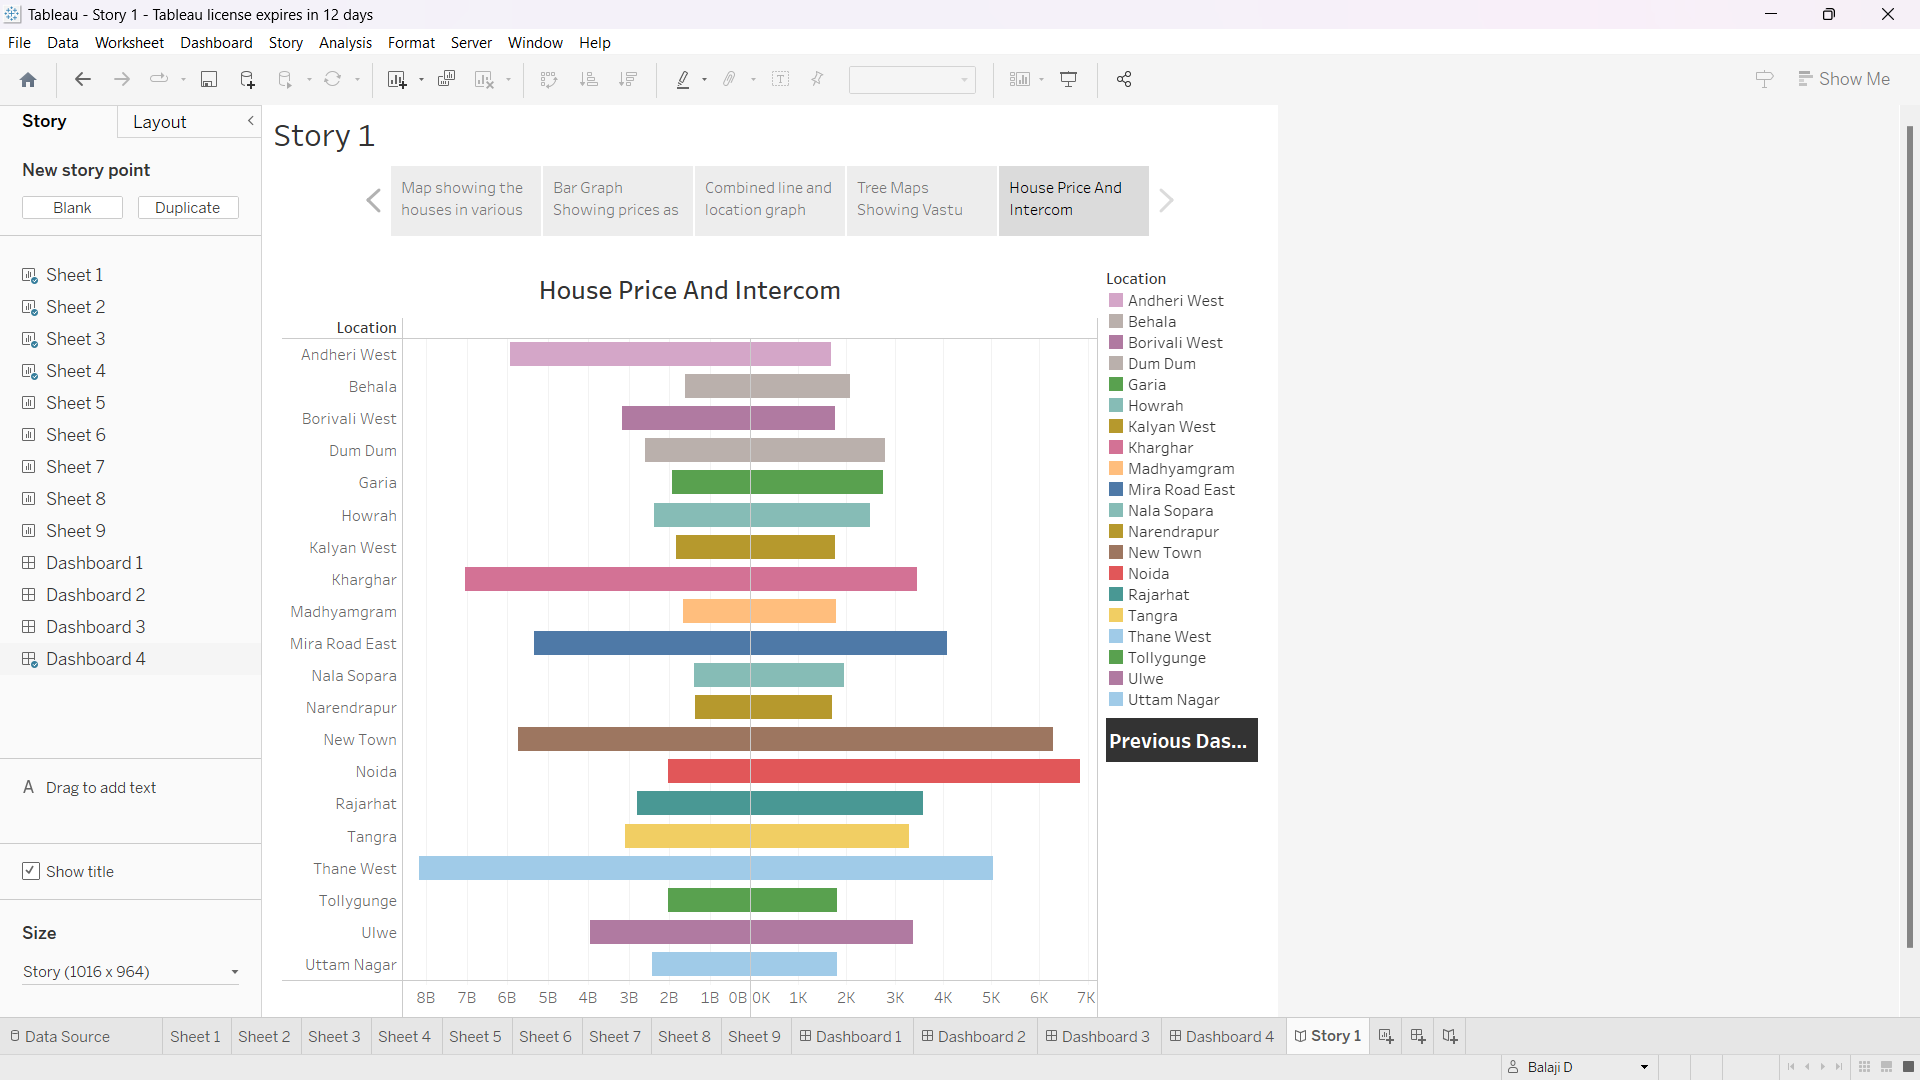 Tableau - Story 1 - Tableau license expires in 12 days
File Data Worksheet Dashboard Story Analysis Format Server Window Help
Show Me
Story Layout
New story point
Blank Duplicate
Sheet 1
Sheet 2
Sheet 3
Sheet 4
Sheet 5
Sheet 6
Sheet 7
Sheet 8
Sheet 9
Dashboard 1
Dashboard 2
Dashboard 3
Dashboard 4
A Drag to add text
Show title
Size
Story (1016 x 964)
Story 1
Map showing the
houses in various
Bar Graph
Showing prices as
Combined line and
location graph
Tree Maps
Showing Vastu
House Price And
Intercom
House Price And Intercom
Location
Andheri West
Behala
Borivali West
Dum Dum
Garia
Howrah
Kalyan West
Kharghar
Madhyamgram
Mira Road East
Nala Sopara
Narendrapur
New Town
Noida
Rajarhat
Tangra
Thane West
Tollygunge
Ulwe
Uttam Nagar
8B 7B 6B 5B 4B 3B 2B 1B 0B 0K 1K 2K 3K 4K 5K 6K 7K
Location
Andheri West
Behala
Borivali West
Dum Dum
Garia
Howrah
Kalyan West
Kharghar
Madhyamgram
Mira Road East
Nala Sopara
Narendrapur
New Town
Noida
Rajarhat
Tangra
Thane West
Tollygunge
Ulwe
Uttam Nagar
Previous Das...
Data Source Sheet 1 Sheet 2 Sheet 3 Sheet 4 Sheet 5 Sheet 6 Sheet 7 Sheet 8 Sheet 9 Dashboard 1 Dashboard 2 Dashboard 3 Dashboard 4 Story 1
Balaji D